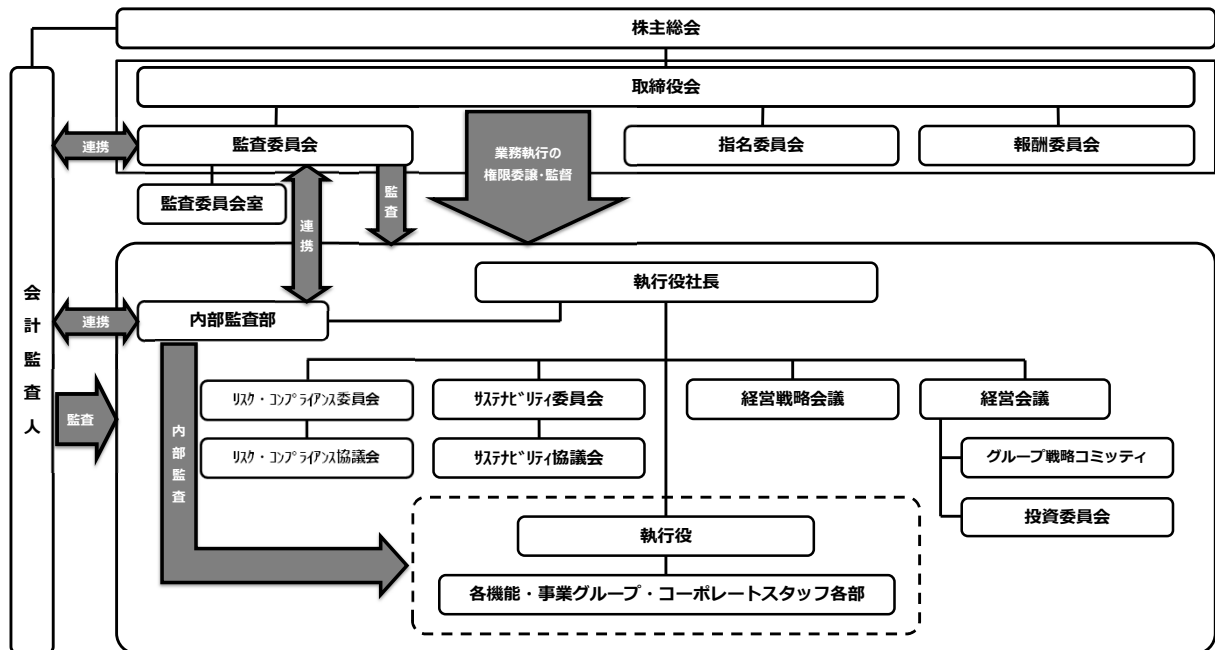 株主総会
取締役会
連携
監査委員会
業務執行の
権限委譲・監督
指名委員会
報酬委員会
監査委員会室
監査
連携
執行役社長
会計監査人
連携
内部監査部
監査
内部監査
ﾘｽｸ・ｺﾝﾌﾟﾗｲｱﾝｽ委員会
ｻｽﾃﾅﾋﾞﾘﾃｨ委員会
経営戦略会議
経営会議
ﾘｽｸ・ｺﾝﾌﾟﾗｲｱﾝｽ協議会
ｻｽﾃﾅﾋﾞﾘﾃｨ協議会
グループ戦略コミッティ
投資委員会
執行役
各機能・事業グループ・コーポレートスタッフ各部